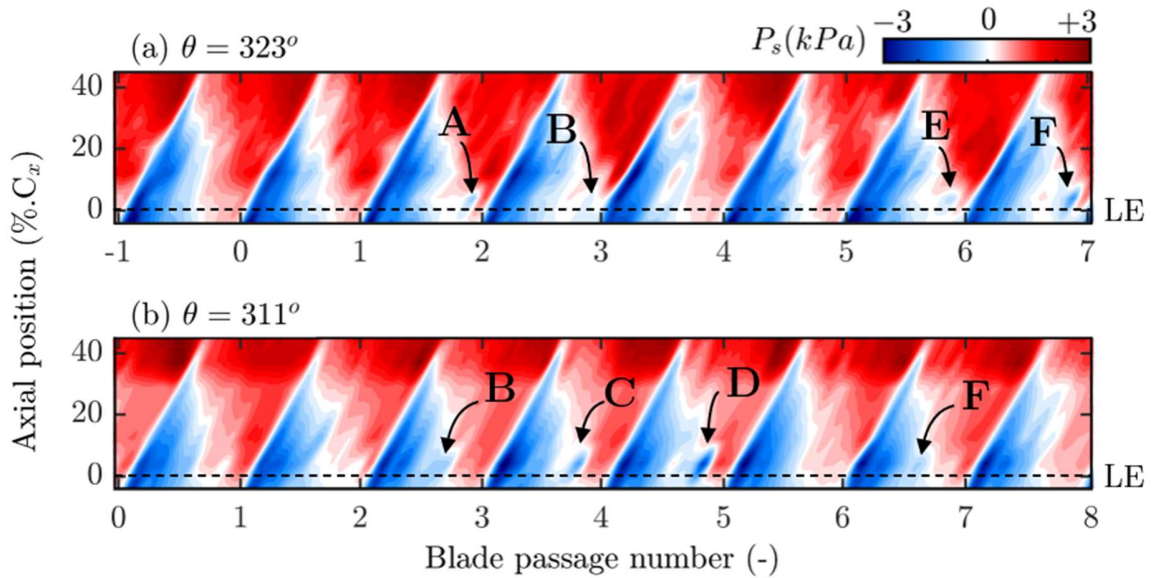 (a) θ = 323°
P_s(kPa) −3 0 +3
40
20
0
A B E F
LE
-1 0 1 2 3 4 5 6 7
(b) θ = 311°
40
20
0
B C D F
LE
0 1 2 3 4 5 6 7 8
Axial position (%.C_x)
Blade passage number (-)